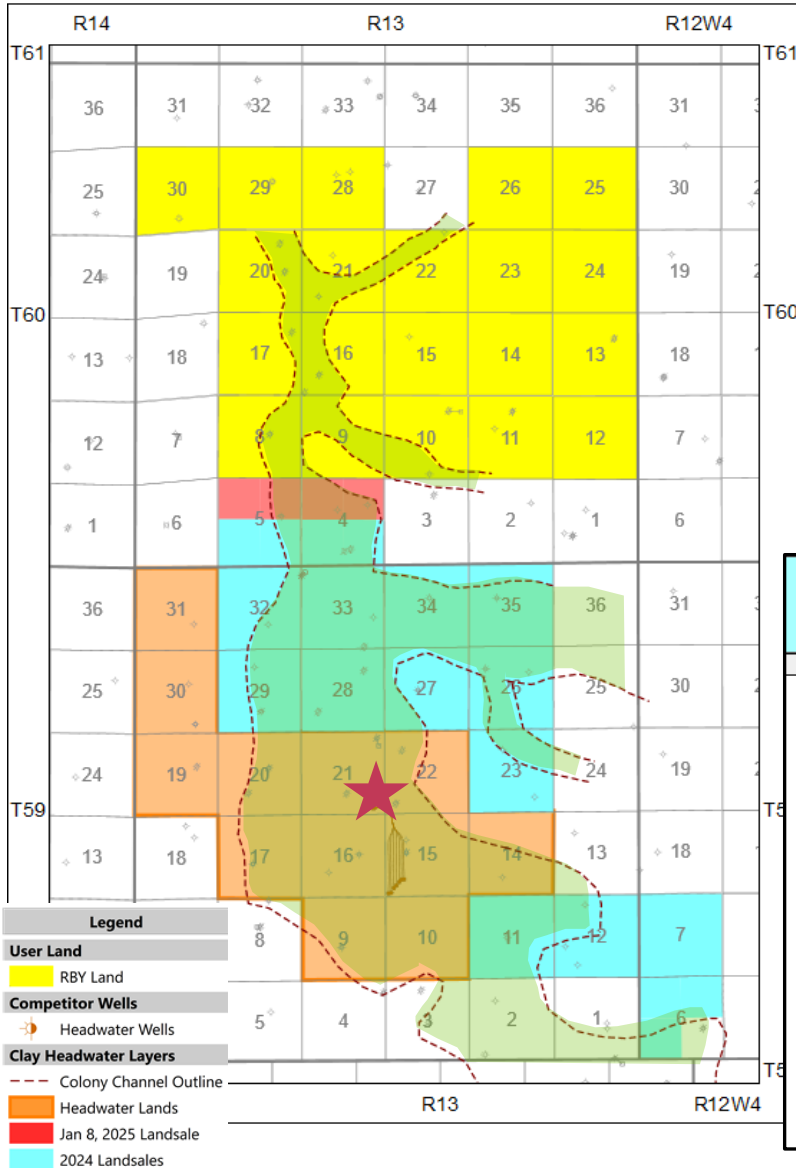 R14 R13 R12W4
T61 T61
36 31 32 33 34 35 36 31
25 30 29 28 27 26 25 30
24 19 20 21 22 23 24 19
T60 T60
13 18 17 16 15 14 13 18
12 7 8 9 10 11 12 7
1 6 5 4 3 2 1 6
36 31 32 33 34 35 36 31
25 30 29 28 27 26 25 30
24 19 20 21 22 23 24 19
T59 T5
13 18 17 16 15 14 13 18
8 9 10 11 12 7
5 4 3 2 1 6
T5
R13 R12W4
Legend
User Land
RBY Land
Competitor Wells
Headwater Wells
Clay Headwater Layers
Colony Channel Outline
Headwater Lands
Jan 8, 2025 Landsale
2024 Landsales